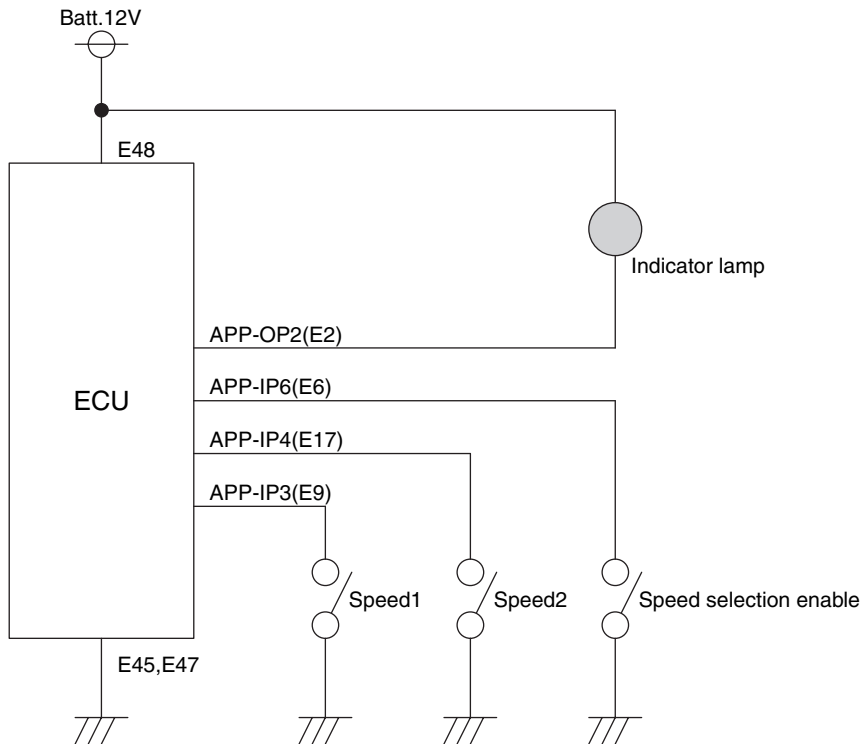 Batt.12V
E48
Indicator lamp
APP-OP2(E2)
APP-IP6(E6)
ECU
APP-IP4(E17)
APP-IP3(E9)
Speed1
Speed2
Speed selection enable
E45,E47